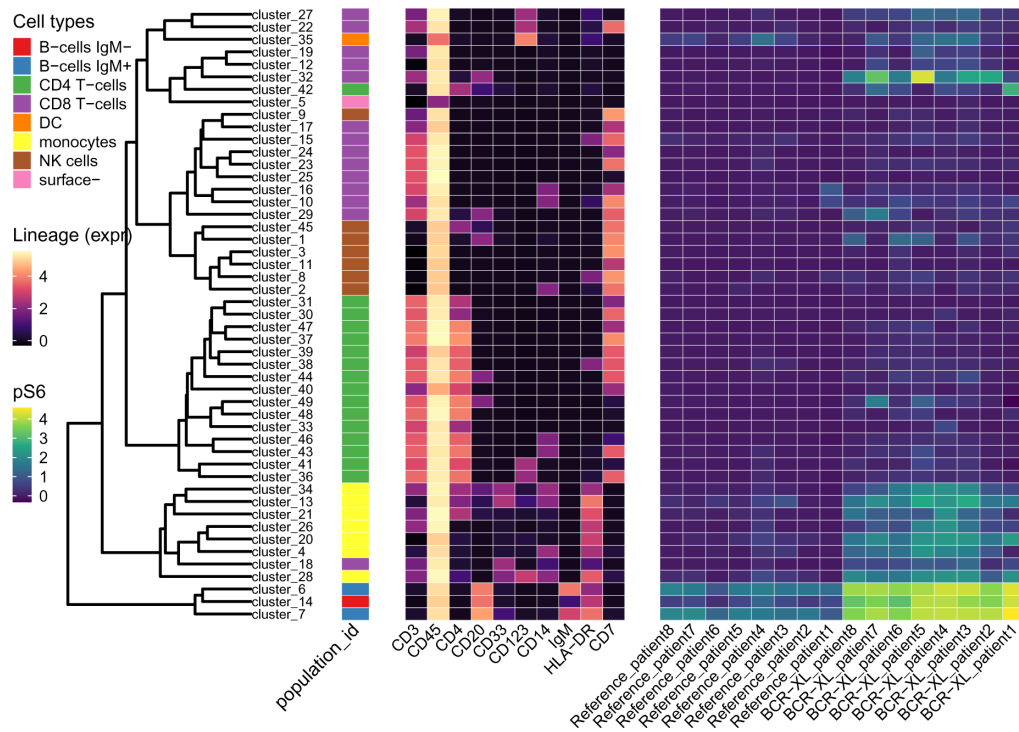 Cell types
B−cells IgM−
B−cells IgM+
CD4 T−cells
CD8 T−cells
DC
monocytes
NK cells
surface−
Lineage (expr)
4
2
0
pS6
4
3
2
1
0
cluster_27
cluster_22
cluster_35
cluster_19
cluster_12
cluster_32
cluster_42
cluster_5
cluster_9
cluster_17
cluster_15
cluster_24
cluster_23
cluster_25
cluster_16
cluster_10
cluster_29
cluster_45
cluster_1
cluster_3
cluster_11
cluster_8
cluster_2
cluster_31
cluster_30
cluster_47
cluster_37
cluster_39
cluster_38
cluster_44
cluster_40
cluster_49
cluster_48
cluster_33
cluster_46
cluster_43
cluster_41
cluster_36
cluster_34
cluster_13
cluster_21
cluster_26
cluster_20
cluster_4
cluster_18
cluster_28
cluster_6
cluster_14
cluster_7
population_id
CD3
CD45
CD4
CD20
CD33
CD123
CD14
IgM
HLA−DR
CD7
Reference_patient8
Reference_patient7
Reference_patient6
Reference_patient5
Reference_patient4
Reference_patient3
Reference_patient2
Reference_patient1
BCR−XL_patient8
BCR−XL_patient7
BCR−XL_patient6
BCR−XL_patient5
BCR−XL_patient4
BCR−XL_patient3
BCR−XL_patient2
BCR−XL_patient1